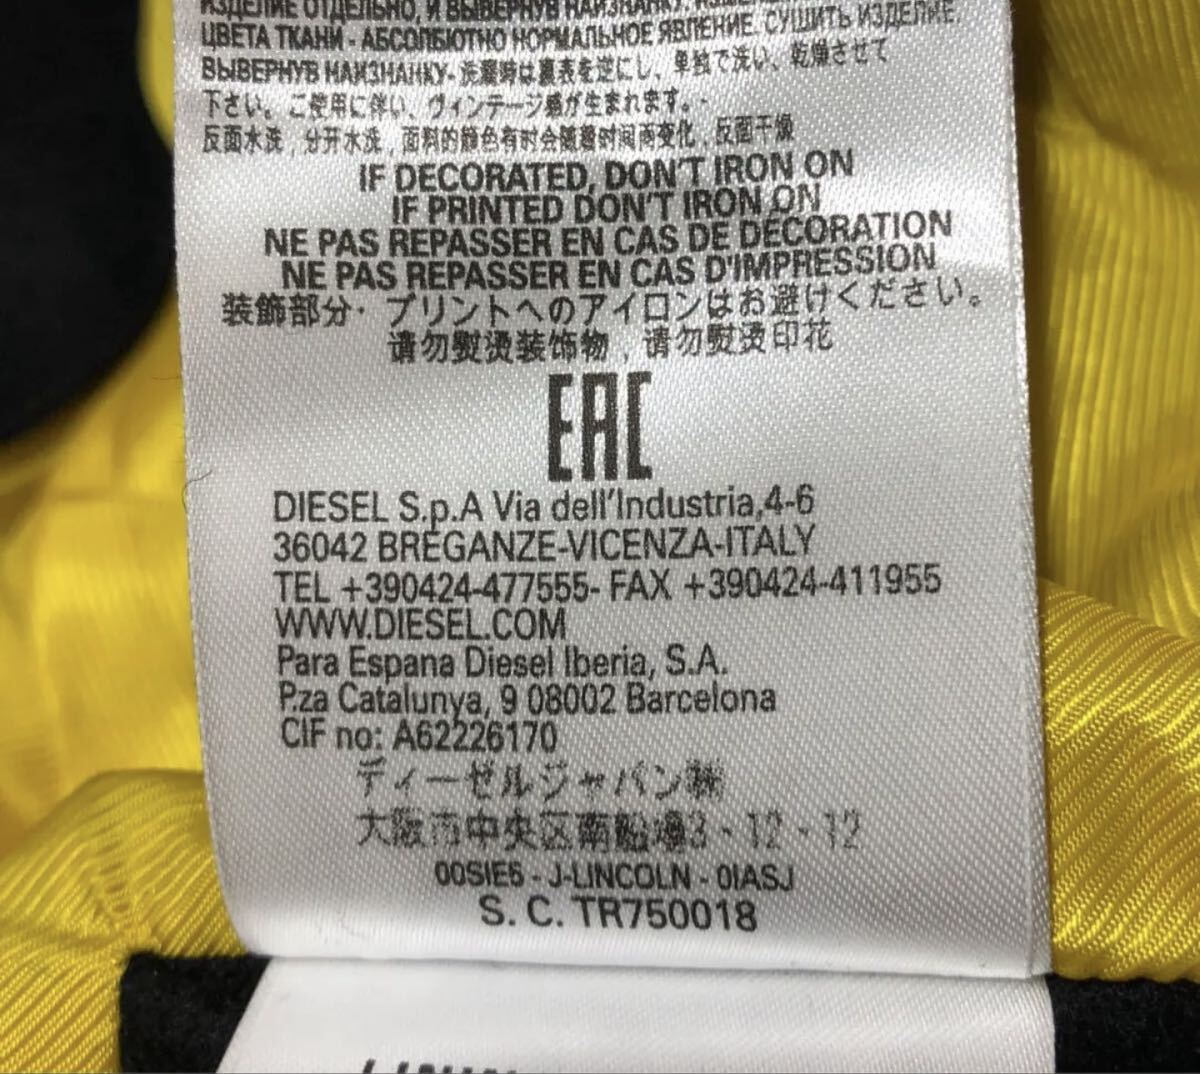 ИЗДЕЛИЕ ОТДЕЛЬНО, И ВЫВЕРНУВ НАИЗНАНКУ.
ЦВЕТА ТКАНИ - АБСОЛБЮТНО НОРМАЛЬНОЕ ЯВЛЕНИЕ. СУШИТЬ ИЗДЕЛИЕ,
ВЫВЕРНУВ НАИЗНАНКУ- 洗濯時は裏表を逆にし、単独で洗い、乾燥させて
下さい。ご使用に伴い、ヴィンテージ感が生まれます。-
反面水洗 , 分开水洗 , 面料的颜色有时会随着时间而变化 , 反面干燥
IF DECORATED, DON'T IRON ON
IF PRINTED DON'T IRON ON
NE PAS REPASSER EN CAS DE DÉCORATION
NE PAS REPASSER EN CAS D'IMPRESSION
装飾部分・プリントへのアイロンはお避けください。
请勿熨烫装饰物 , 请勿熨烫印花
EAC
DIESEL S.p.A Via dell'Industria,4-6
36042 BREGANZE-VICENZA-ITALY
TEL +390424-477555- FAX +390424-411955
WWW.DIESEL.COM
Para Espana Diesel Iberia, S.A.
P.za Catalunya, 9 08002 Barcelona
CIF no: A62226170
ディーゼルジャパン㈱
大阪市中央区南船場3・12・12
00SIE5 - J-LINCOLN - 0IASJ
S. C. TR750018